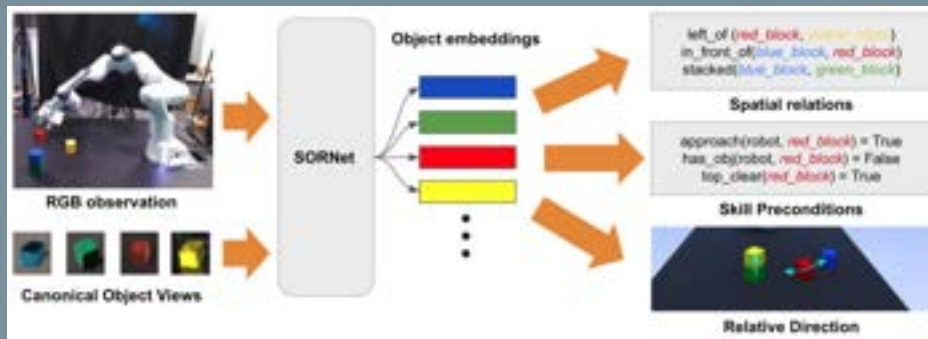 RGB observation
Canonical Object Views
SORNet
Object embeddings
left_of (red_block,
in_front_of(blue_block, red_block)
stacked(blue_block, green_block)
Spatial relations
approach(robot, red_block) = True
has_obj(robot, red_block) = False
top_clear(red_block) = True
Skill Preconditions
Relative Direction